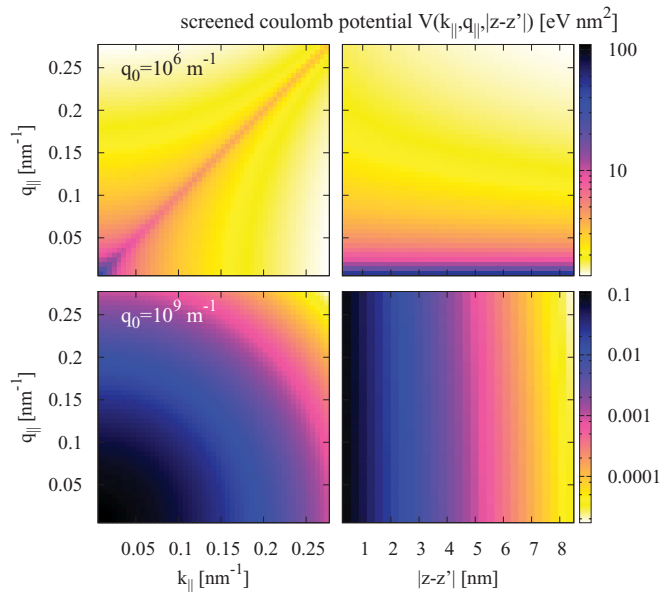 screened coulomb potential V(k||,q||,|z-z'|) [eV nm²]
q₀=10⁶ m⁻¹
0.25
0.2
0.15
0.1
0.05
q|| [nm⁻¹]
100
10
q₀=10⁹ m⁻¹
0.25
0.2
0.15
0.1
0.05
q|| [nm⁻¹]
0.1
0.01
0.001
0.0001
0.05 0.1 0.15 0.2 0.25
1 2 3 4 5 6 7 8
k|| [nm⁻¹]
|z-z'| [nm]